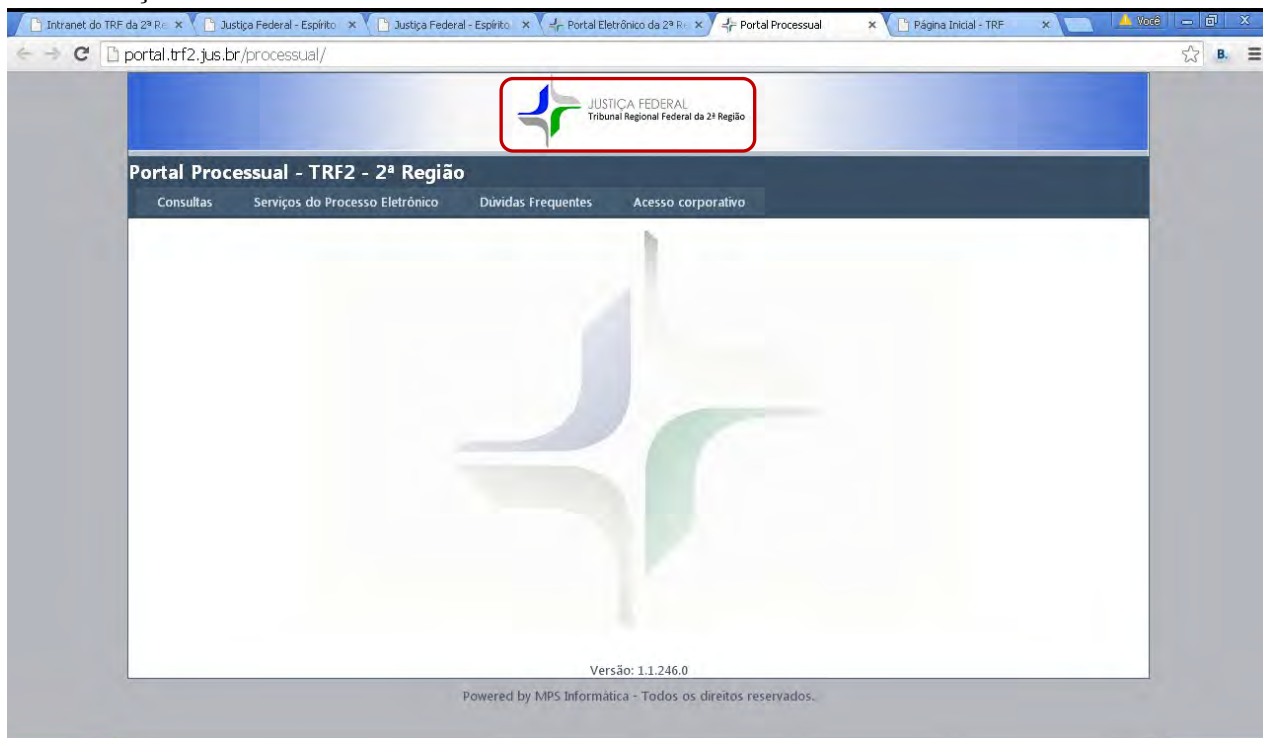 Intranet do TRF da 2ª Re
Justiça Federal - Espírito
Justiça Federal - Espírito
Portal Eletrônico da 2ª R
Portal Processual
Página Inicial - TRF
Você
portal.trf2.jus.br/processual/
B.
JUSTIÇA FEDERAL
Tribunal Regional Federal da 2ª Região
Portal Processual - TRF2 - 2ª Região
Consultas Serviços do Processo Eletrônico Dúvidas Frequentes Acesso corporativo
Versão: 1.1.246.0
Powered by MPS Informática - Todos os direitos reservados.